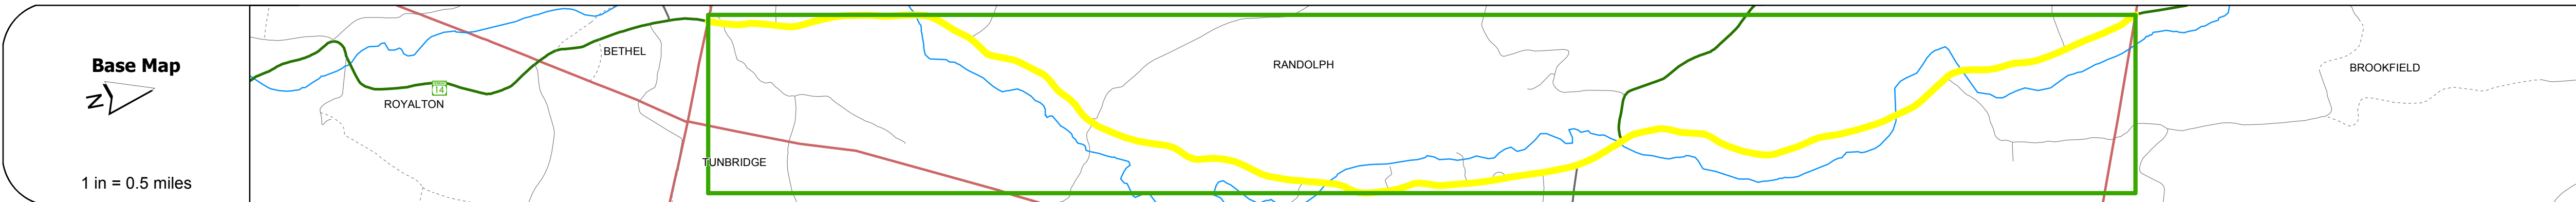 Base Map
N
1 in = 0.5 miles
ROYALTON
14
BETHEL
TUNBRIDGE
RANDOLPH
BROOKFIELD